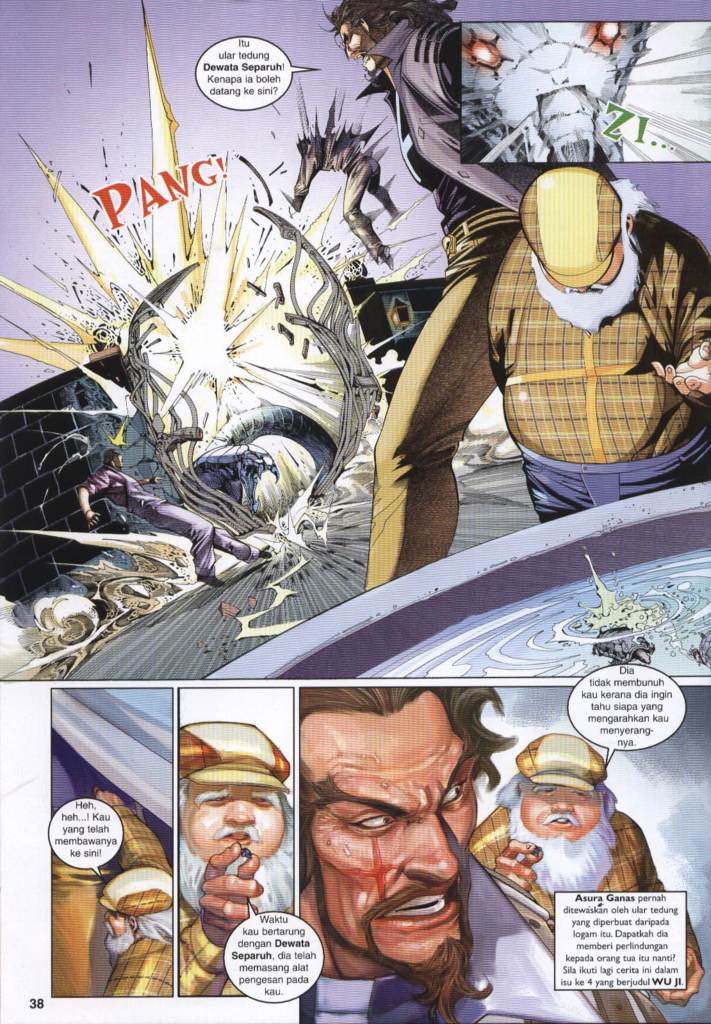 Itu
ular tedung
Dewata Separuh!
Kenapa ia boleh
datang ke sini?
ZI...
PANG!
Heh,
heh...! Kau
yang telah
membawanya
ke sini!
Waktu
kau bertarung
dengan Dewata
Separuh, dia telah
memasang alat
pengesan pada
kau.
Dia
tidak membunuh
kau kerana dia ingin
tahu siapa yang
mengarahkan kau
menyerang-
nya.
Asura Ganas pernah
ditewaskan oleh ular tedung
yang diperbuat daripada
logam itu. Dapatkah dia
memberi perlindungan
kepada orang tua itu nanti?
Sila ikuti lagi cerita ini dalam
isu ke 4 yang berjudul WU JI.
38